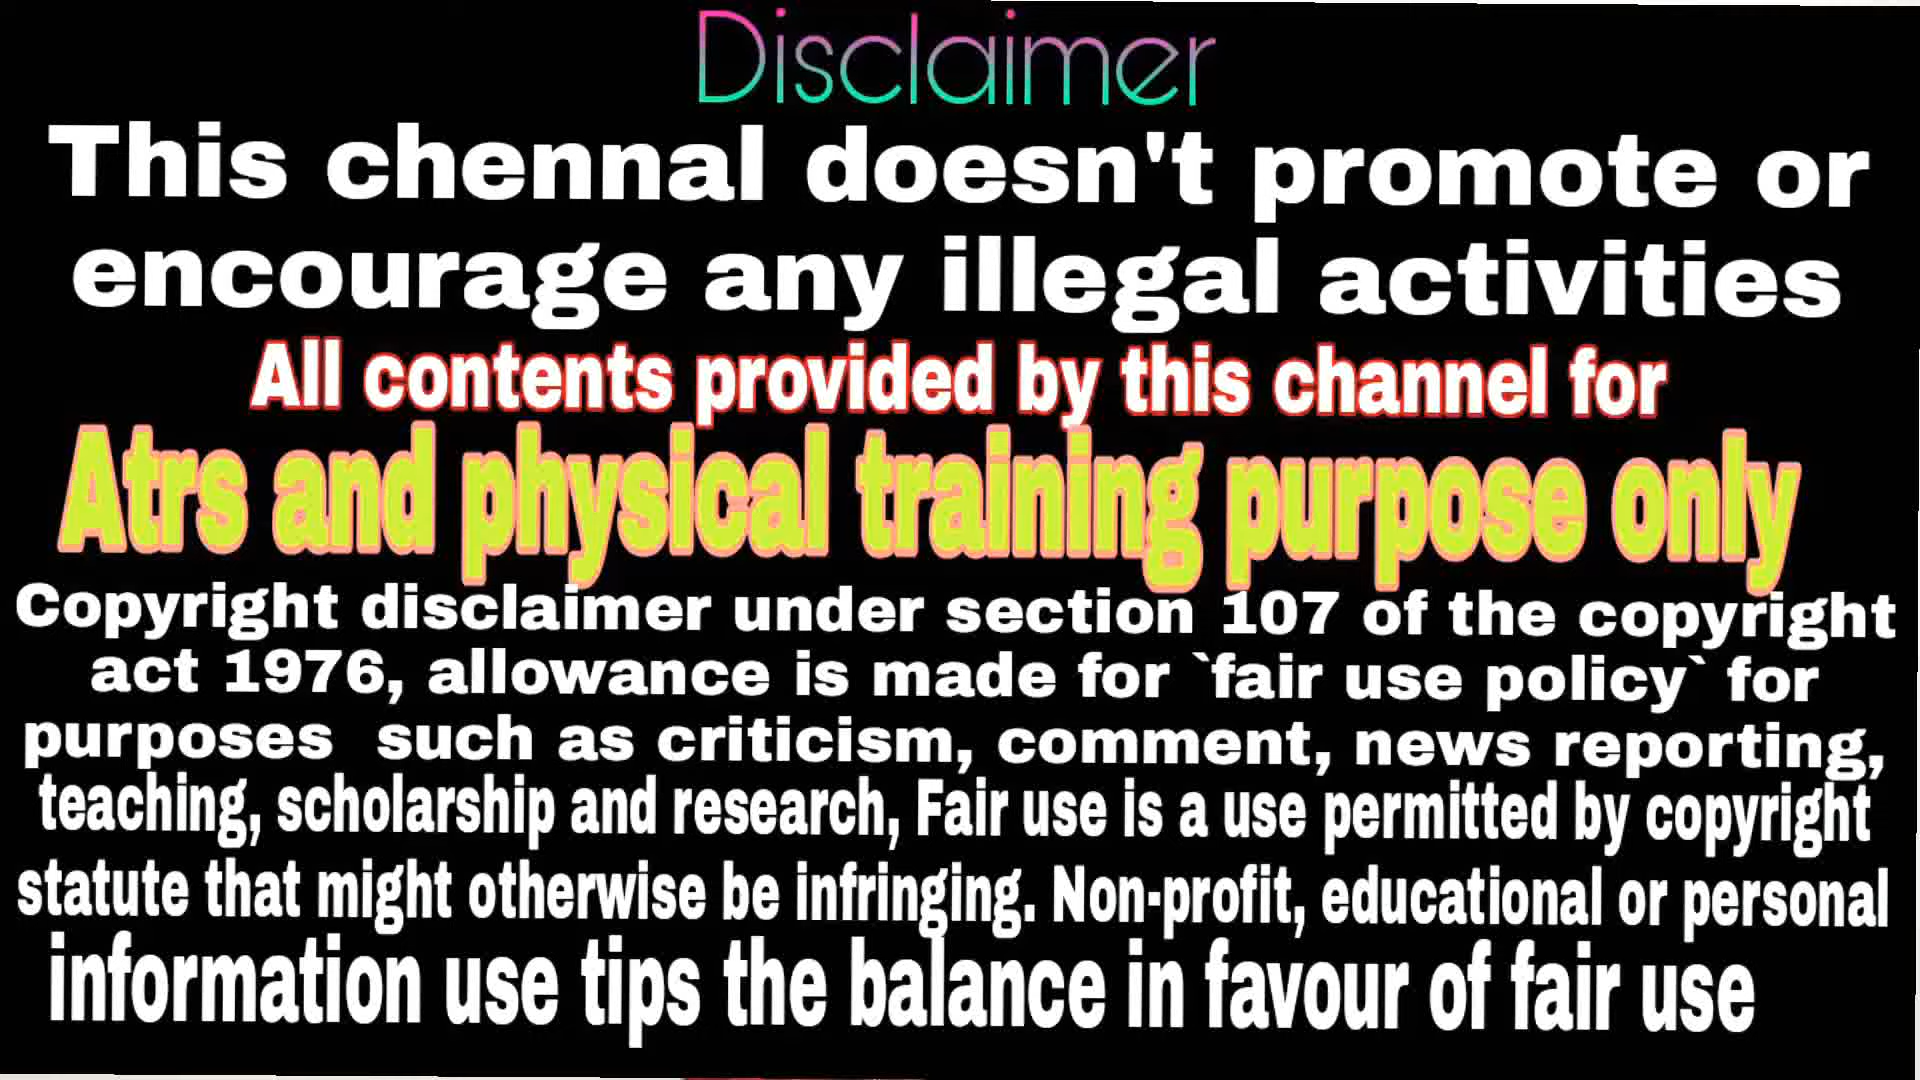 Disclaimer
This chennal doesn't promote or
encourage any illegal activities
All contents provided by this channel for
Atrs and physical training purpose only
Copyright disclaimer under section 107 of the copyright
act 1976, allowance is made for `fair use policy` for
purposes  such as criticism, comment, news reporting,
teaching, scholarship and research, Fair use is a use permitted by copyright
statute that might otherwise be infringing. Non-profit, educational or personal
information use tips the balance in favour of fair use